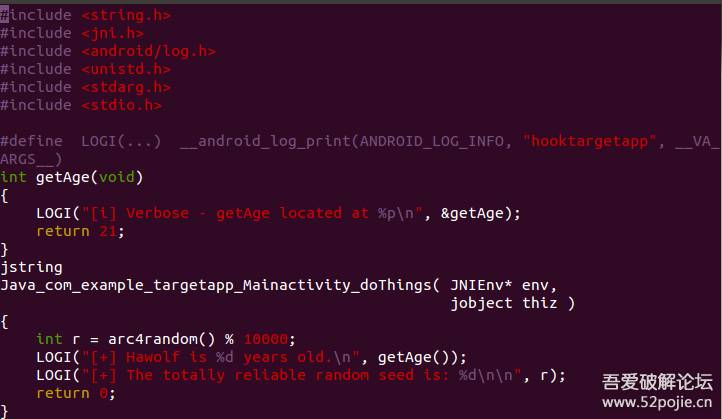 #include <string.h>
#include <jni.h>
#include <android/log.h>
#include <unistd.h>
#include <stdarg.h>
#include <stdio.h>

#define  LOGI(...)  __android_log_print(ANDROID_LOG_INFO, "hooktargetapp", __VA_
ARGS__)
int getAge(void)
{
    LOGI("[i] Verbose - getAge located at %p\n", &getAge);
    return 21;
}
jstring
Java_com_example_targetapp_Mainactivity_doThings( JNIEnv* env,
                                                  jobject thiz )
{
    int r = arc4random() % 10000;
    LOGI("[+] Hawolf is %d years old.\n", getAge());
    LOGI("[+] The totally reliable random seed is: %d\n\n", r);
    return 0;
}
吾爱破解论坛
www.52pojie.cn